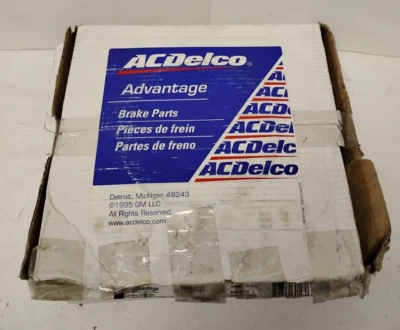 ACDelco®
Advantage
Brake Parts
Pièces de frein
Partes de freno
ACDelco
ACDelco
ACDelco
ACDelco
ACDelco
Detroit, Michigan 48243
©1995 GM LLC
All Rights Reserved
www.acdelco.com